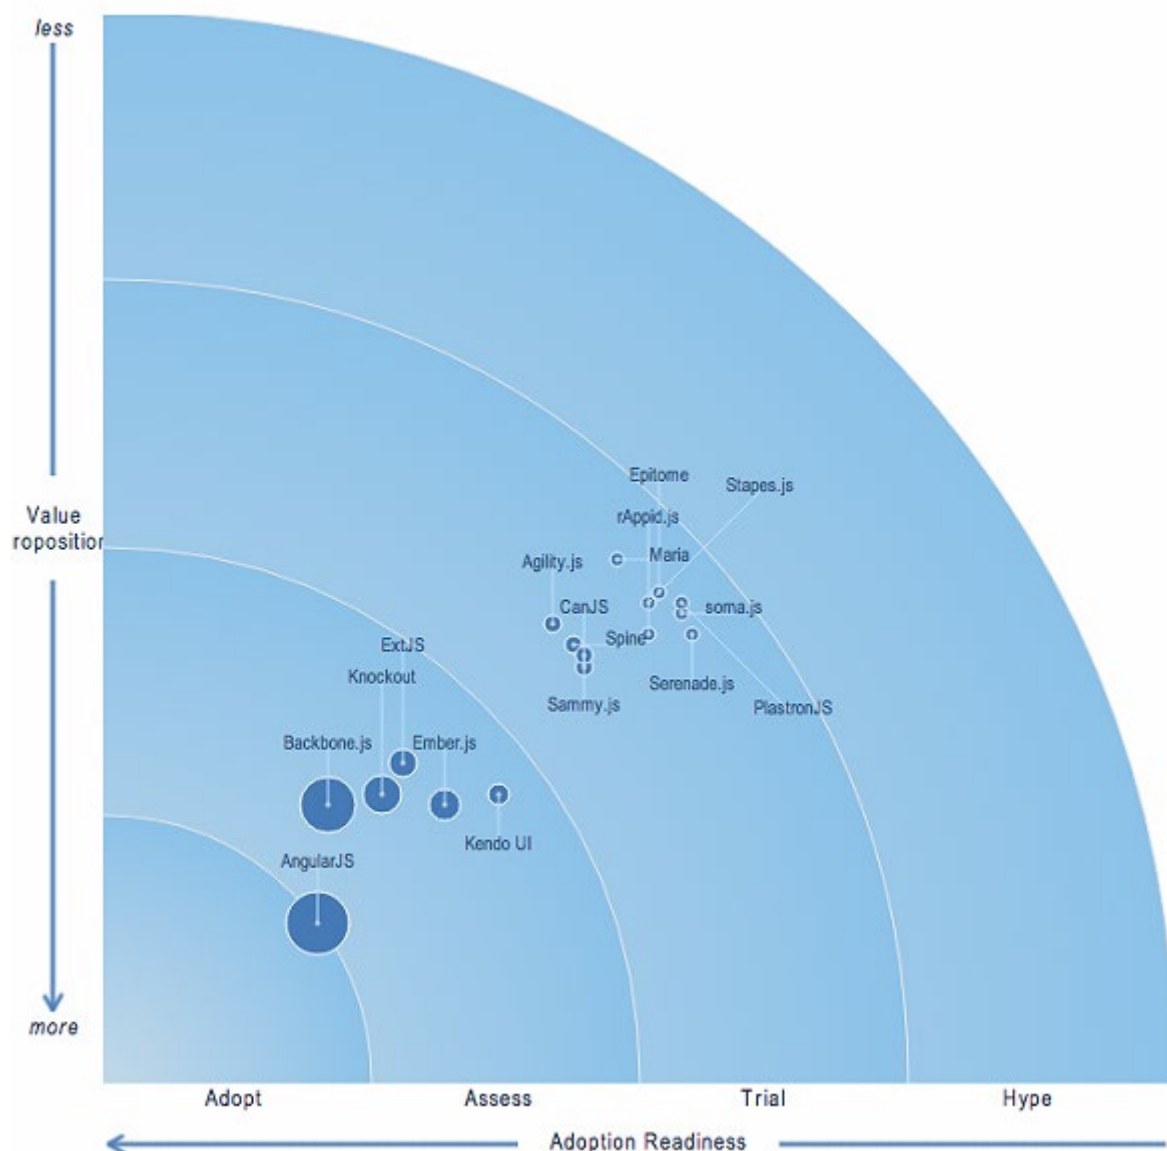 less
Value
roposition
more
Epitome
Stapes.js
rAppid.js
Maria
Agility.js
CanJS
soma.js
Spine
ExtJS
Knockout
Serenade.js
Sammy.js
PlastronJS
Backbone.js
Ember.js
Kendo UI
AngularJS
Adopt
Assess
Trial
Hype
Adoption Readiness